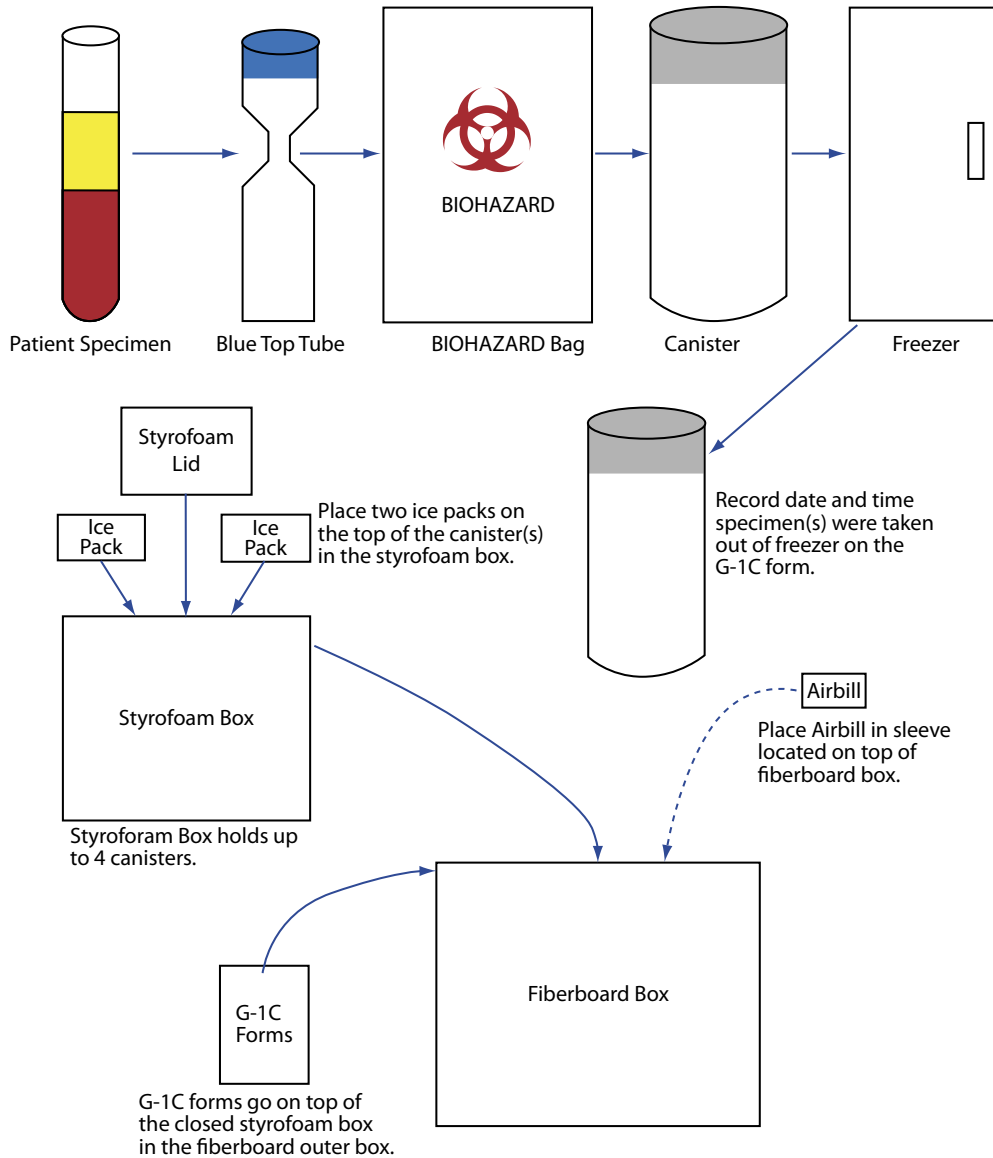 BIOHAZARD
Patient Specimen
Blue Top Tube
BIOHAZARD Bag
Canister
Freezer
Styrofoam
Lid
Ice
Pack
Ice
Pack
Place two ice packs on
the top of the canister(s)
in the styrofoam box.
Record date and time
specimen(s) were taken
out of freezer on the
G-1C form.
Styrofoam Box
Styroforam Box holds up
to 4 canisters.
Airbill
Place Airbill in sleeve
located on top of
fiberboard box.
Fiberboard Box
G-1C
Forms
G-1C forms go on top of
the closed styrofoam box
in the fiberboard outer box.